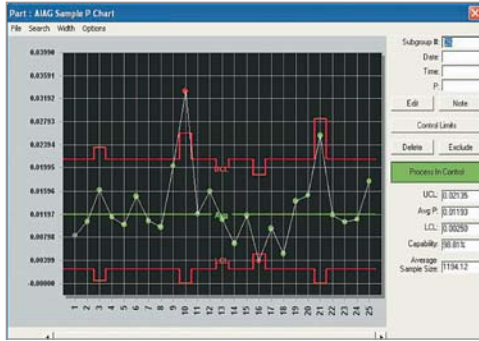 Part : AIAG Sample P Chart
File Search Width Options
Subgroup #: 26
Date:
Time:
P:
Edit Note
Control Limits
Delete Exclude
Process In Control
UCL: 0.02135
Avg P: 0.01193
LCL: 0.00250
Capability: 98.81%
Average
Sample Size: 1194.12
0.03990
0.03591
0.03192
0.02793
0.02394
0.01995
0.01596
0.01197
0.00798
0.00399
-0.00000
UCL
Avg
LCL
1 2 3 4 5 6 7 8 9 10 11 12 13 14 15 16 17 18 19 20 21 22 23 24 25